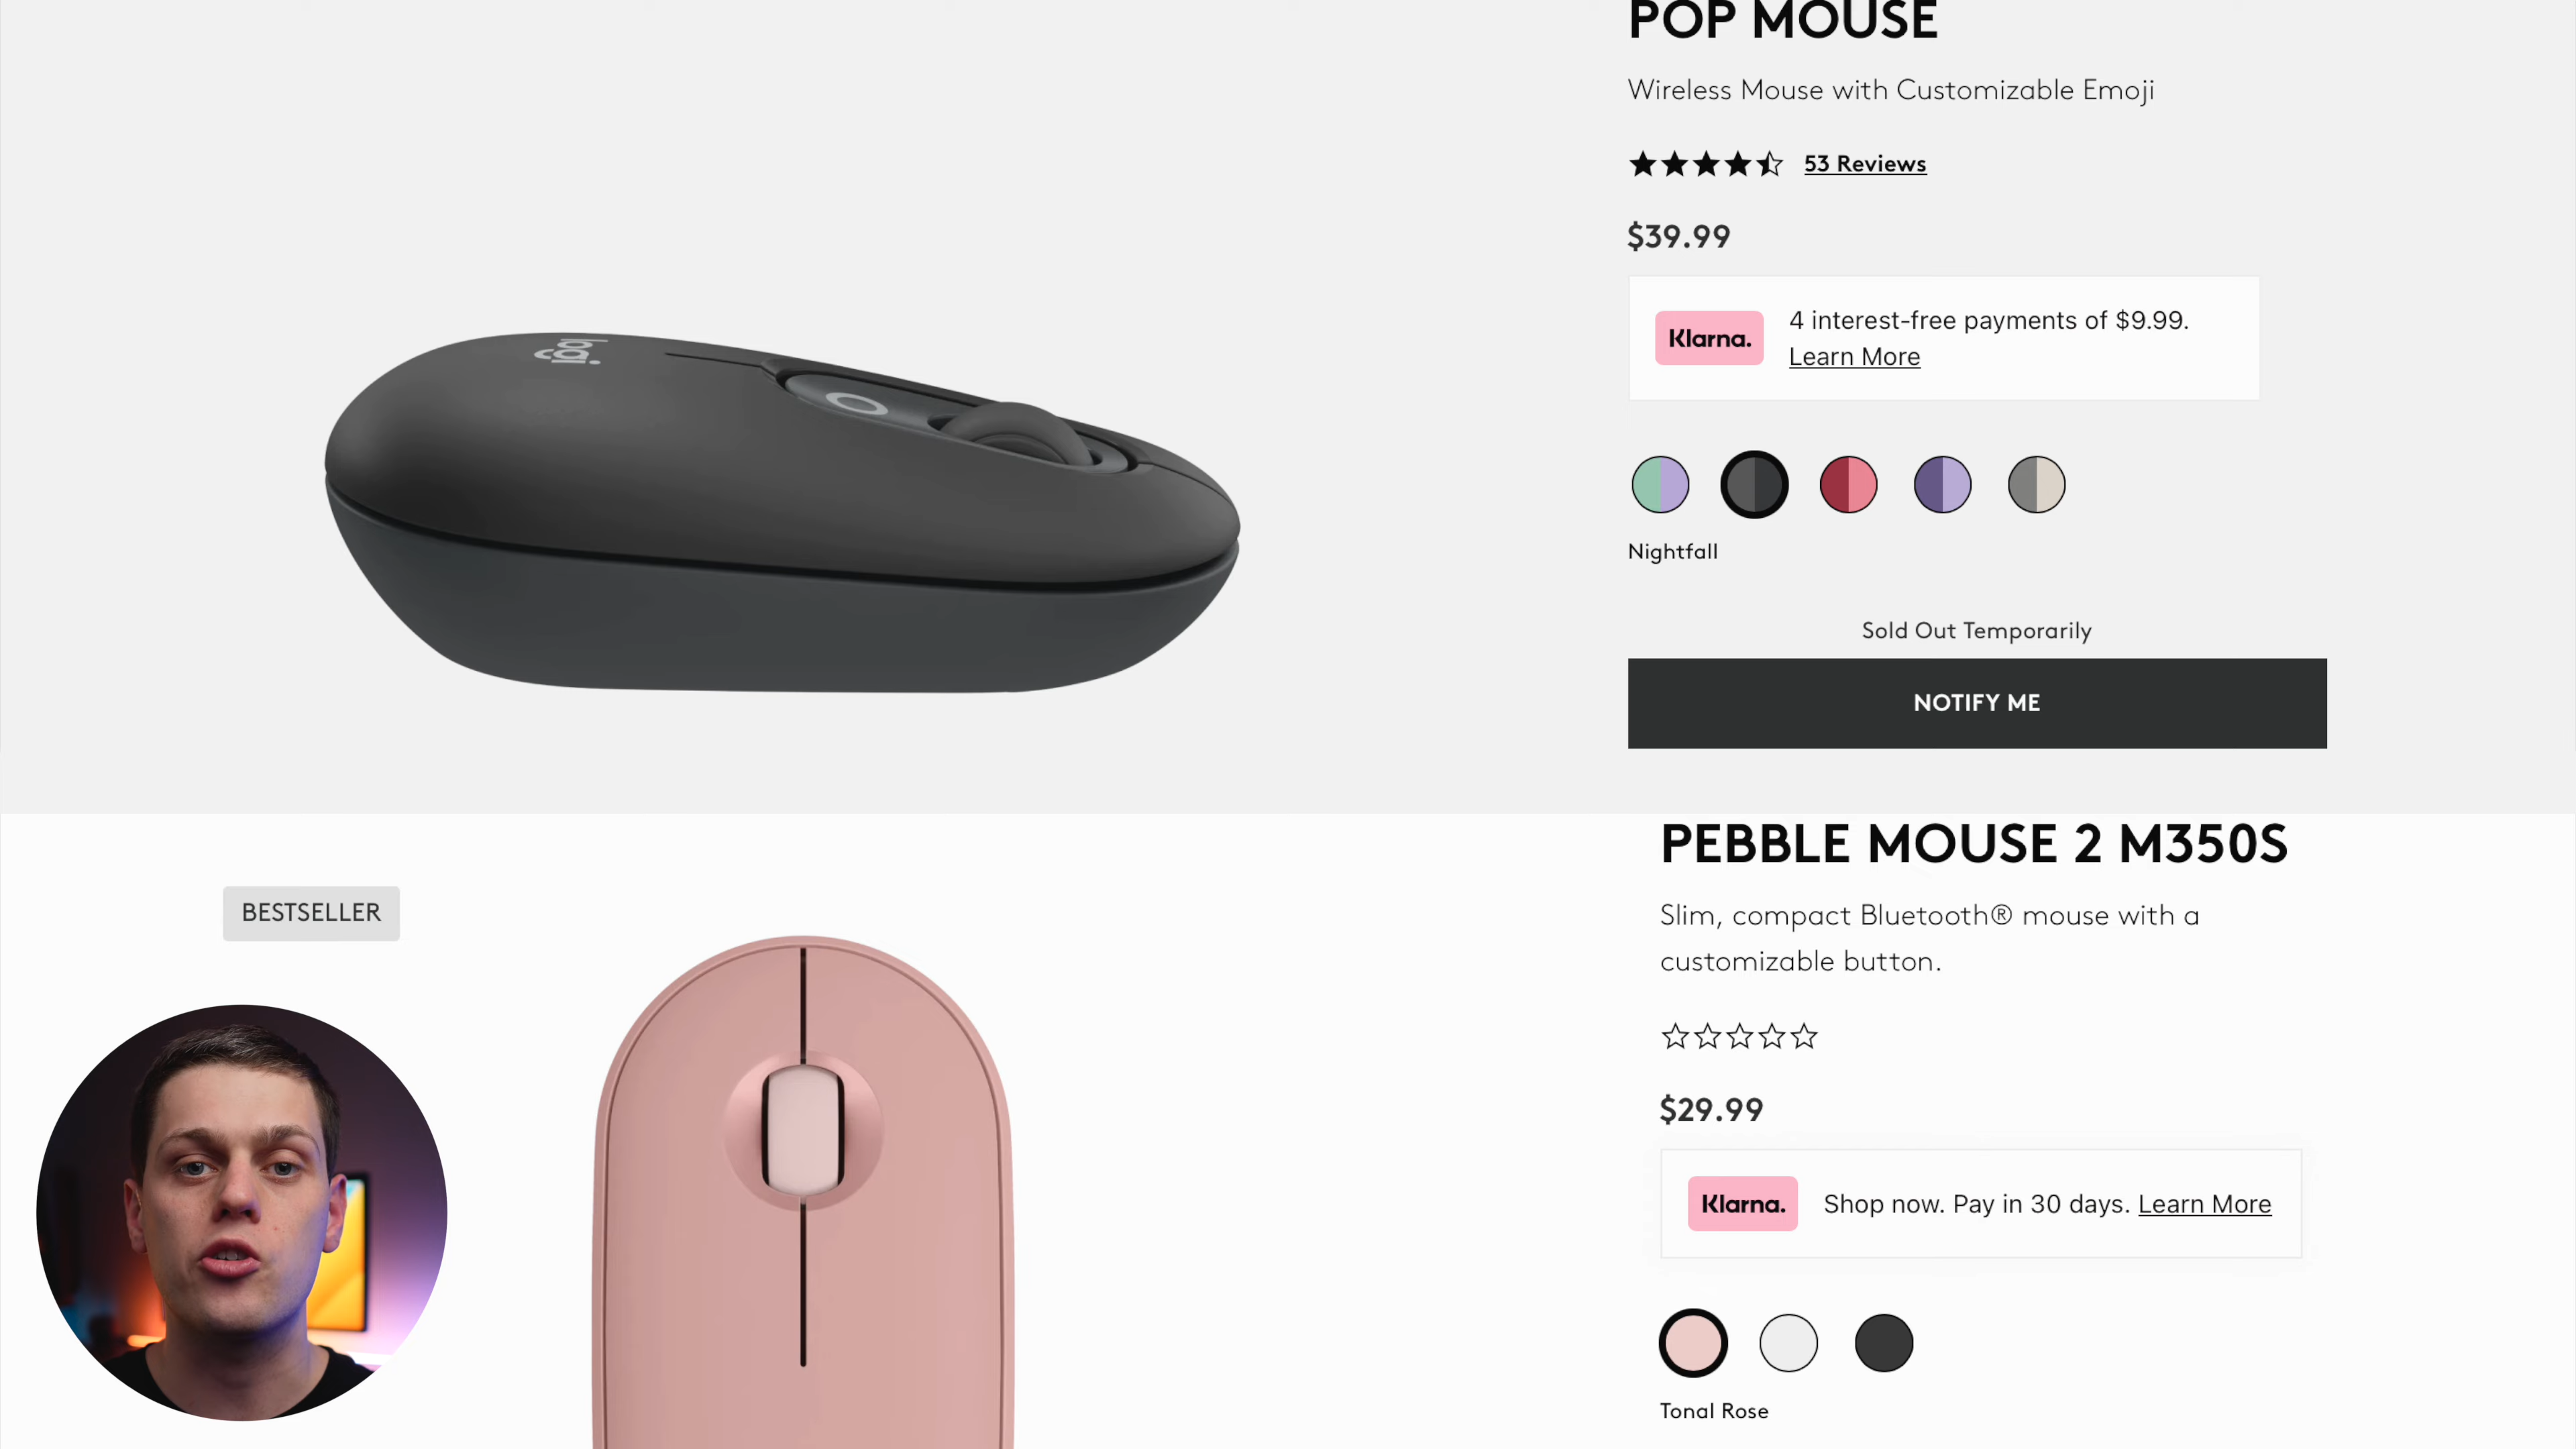 POP MOUSE
Wireless Mouse with Customizable Emoji
53 Reviews
$39.99
Klarna.
4 interest-free payments of $9.99.
Learn More
logi
Nightfall
Sold Out Temporarily
NOTIFY ME
PEBBLE MOUSE 2 M350S
BESTSELLER
Slim, compact Bluetooth® mouse with a
customizable button.
$29.99
Klarna.
Shop now. Pay in 30 days. Learn More
Tonal Rose